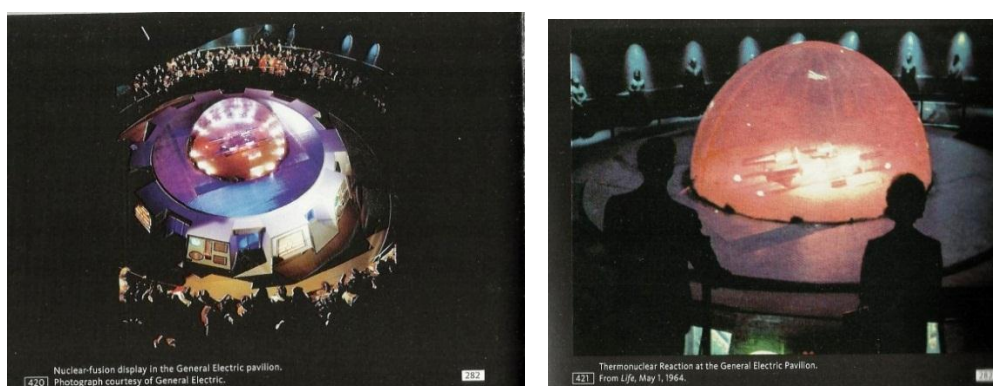 Nuclear-fusion display in the General Electric pavilion.
420 Photograph courtesy of General Electric.
282
Thermonuclear Reaction at the General Electric Pavilion.
421 From Life, May 1, 1964.
282